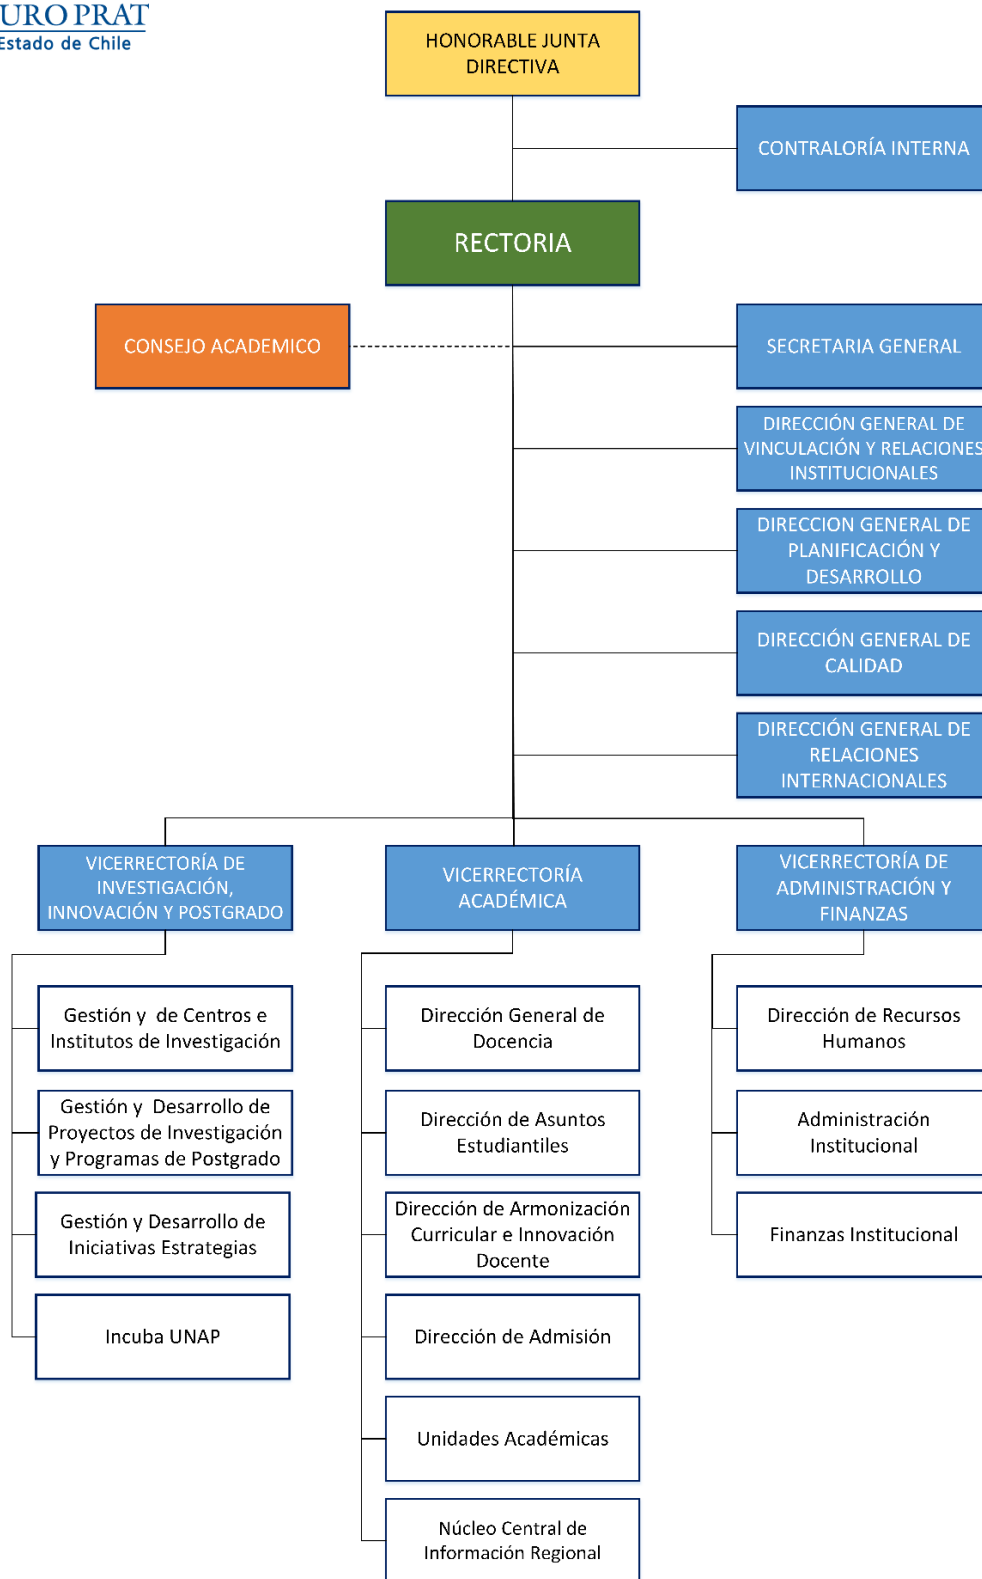 URO PRAT
Estado de Chile
HONORABLE JUNTA
DIRECTIVA
CONTRALORÍA INTERNA
RECTORIA
CONSEJO ACADEMICO
SECRETARIA GENERAL
DIRECCIÓN GENERAL DE
VINCULACIÓN Y RELACIONES
INSTITUCIONALES
DIRECCION GENERAL DE
PLANIFICACIÓN Y
DESARROLLO
DIRECCIÓN GENERAL DE
CALIDAD
DIRECCIÓN GENERAL DE
RELACIONES
INTERNACIONALES
VICERRECTORÍA DE
INVESTIGACIÓN,
INNOVACIÓN Y POSTGRADO
Gestión y de Centros e
Institutos de Investigación
Gestión y Desarrollo de
Proyectos de Investigación
y Programas de Postgrado
Gestión y Desarrollo de
Iniciativas Estrategias
Incuba UNAP
VICERRECTORÍA
ACADÉMICA
Dirección General de
Docencia
Dirección de Asuntos
Estudiantiles
Dirección de Armonización
Curricular e Innovación
Docente
Dirección de Admisión
Unidades Académicas
Núcleo Central de
Información Regional
VICERRECTORÍA DE
ADMINISTRACIÓN Y
FINANZAS
Dirección de Recursos
Humanos
Administración
Institucional
Finanzas Institucional